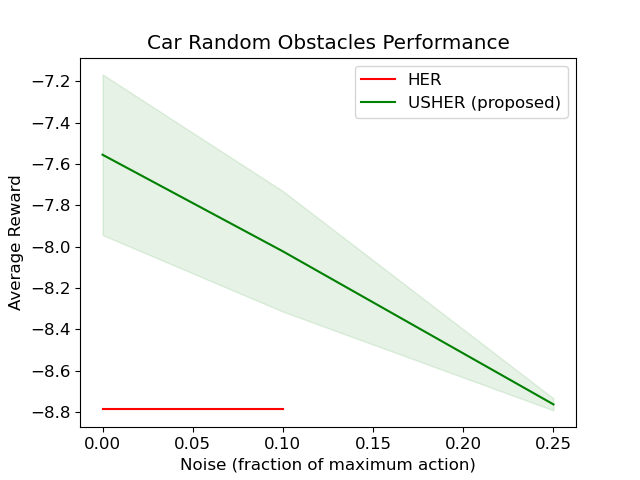 Car Random Obstacles Performance
HER
USHER (proposed)
−7.2
−7.4
−7.6
−7.8
−8.0
−8.2
−8.4
−8.6
−8.8
Average Reward
0.00 0.05 0.10 0.15 0.20 0.25
Noise (fraction of maximum action)